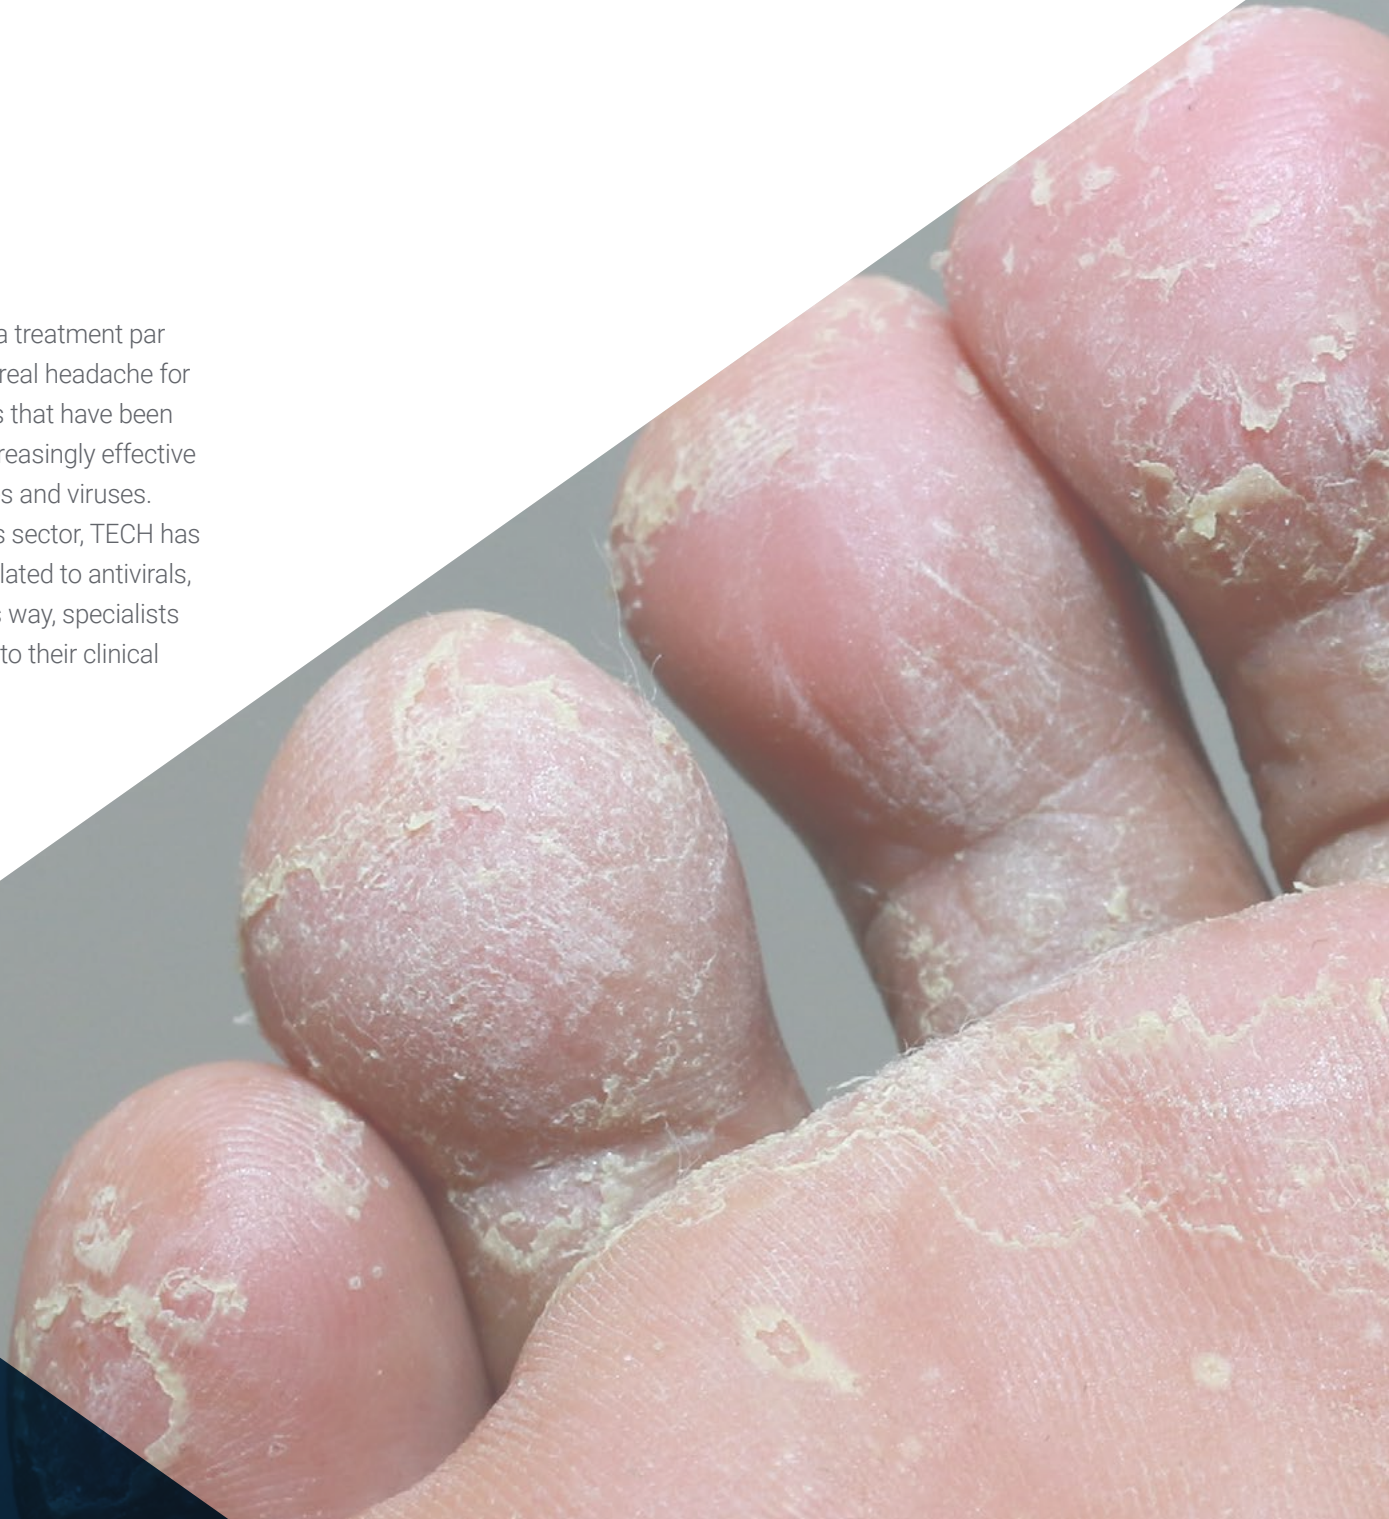 a treatment par
real headache for
s that have been
reasingly effective
s and viruses.
s sector, TECH has
lated to antivirals,
s way, specialists
to their clinical